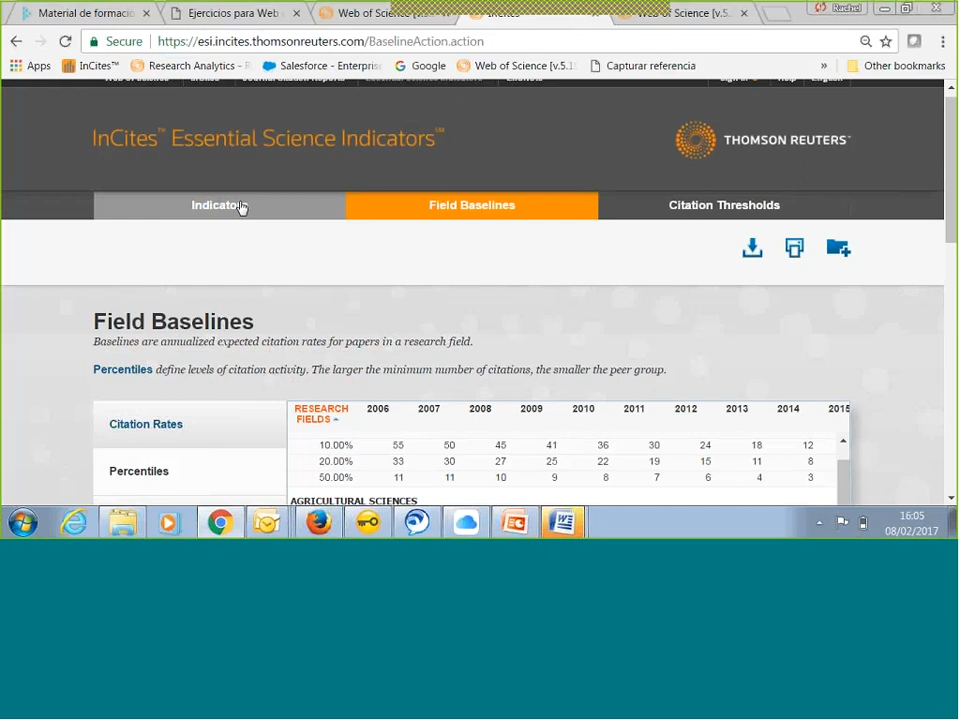 Material de formacio
Ejercicios para Web
Web of Science [v.5.
Web of Science [v.5.
Rachel
Secure | https://esi.incites.thomsonreuters.com/BaselineAction.action
Apps
InCites™
Research Analytics -
Salesforce - Enterpris
Google
Web of Science [v.5.1
Capturar referencia
»
Other bookmarks
InCites™ Essential Science Indicators℠
THOMSON REUTERS™
Indicators
Field Baselines
Citation Thresholds
Field Baselines
Baselines are annualized expected citation rates for papers in a research field.
Percentiles define levels of citation activity. The larger the minimum number of citations, the smaller the peer group.
Citation Rates
Percentiles
RESEARCH FIELDS 2006 2007 2008 2009 2010 2011 2012 2013 2014 2015
10.00% 55 50 45 41 36 30 24 18 12
20.00% 33 30 27 25 22 19 15 11 8
50.00% 11 11 10 9 8 7 6 4 3
AGRICULTURAL SCIENCES
16:05
08/02/2017